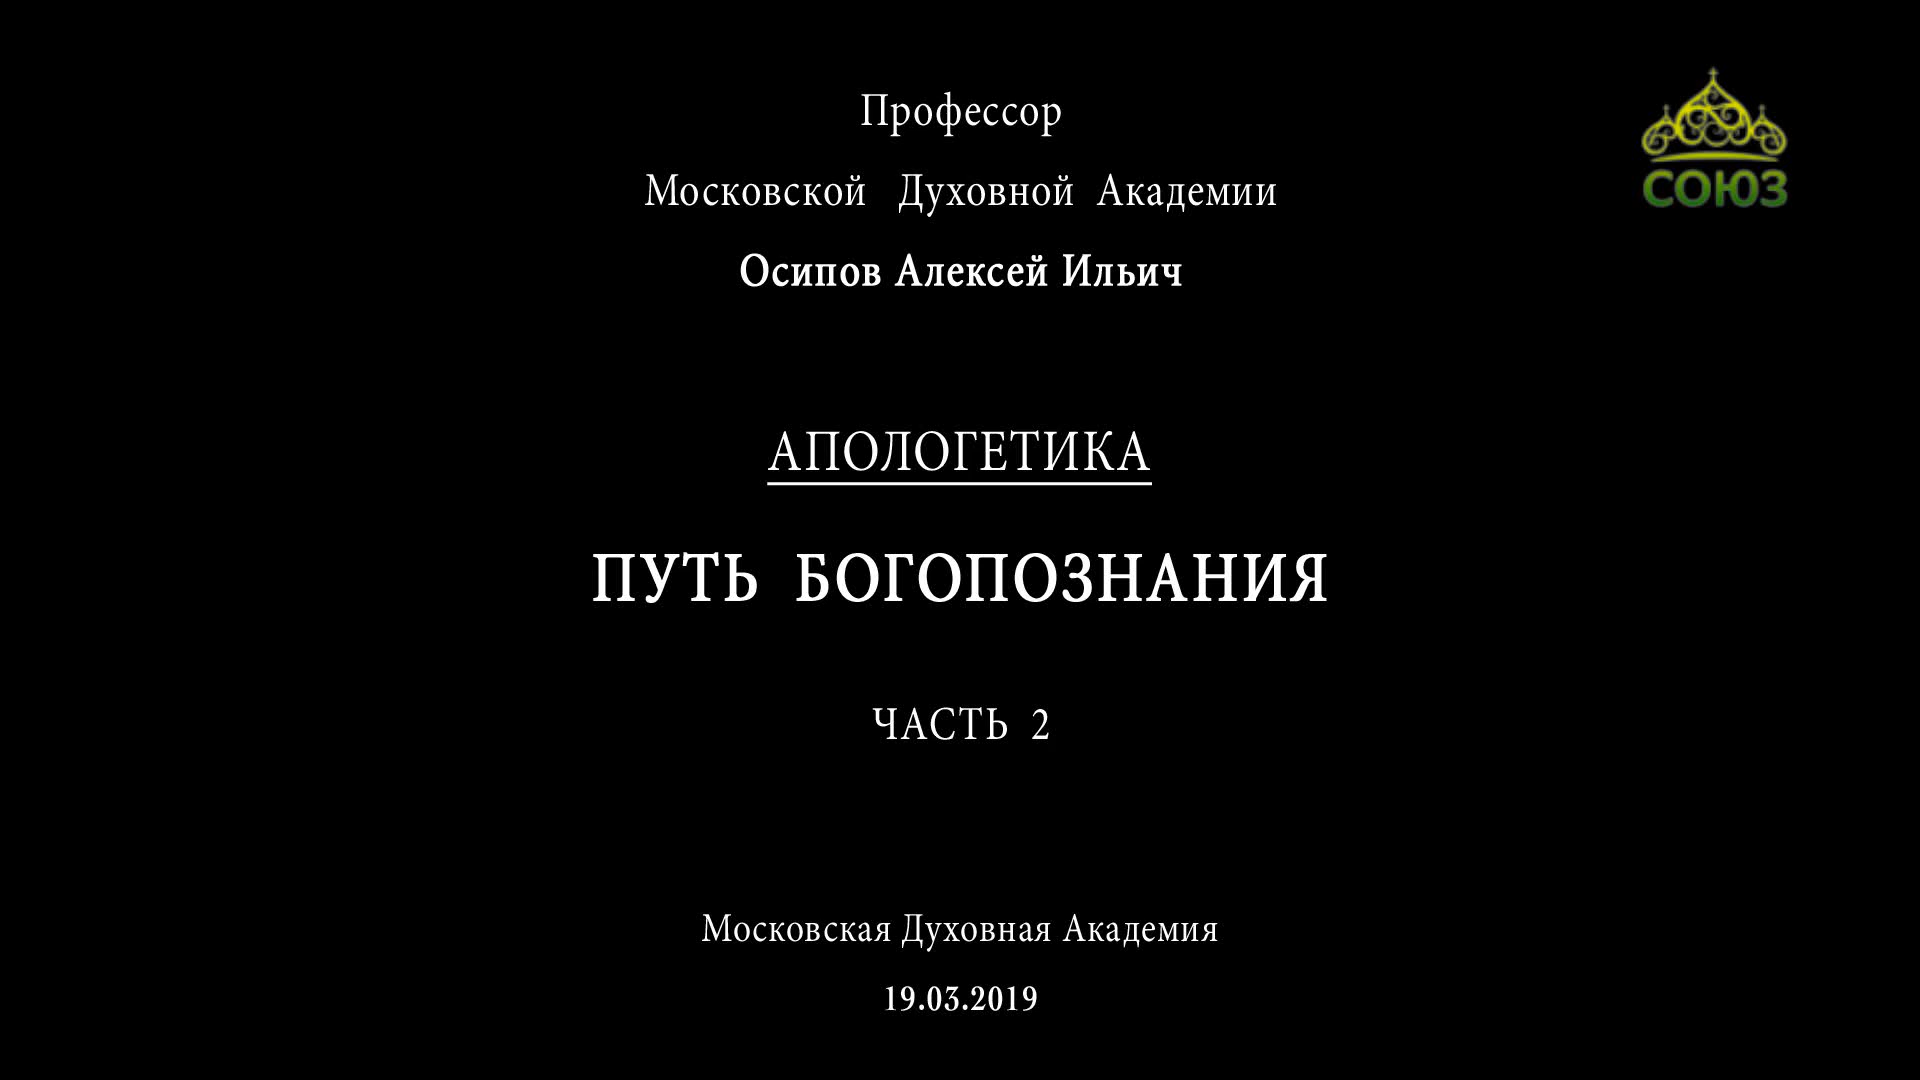 Профессор
Московской Духовной Академии
Осипов Алексей Ильич
СОЮЗ
АПОЛОГЕТИКА
ПУТЬ БОГОПОЗНАНИЯ
ЧАСТЬ 2
Московская Духовная Академия
19.03.2019